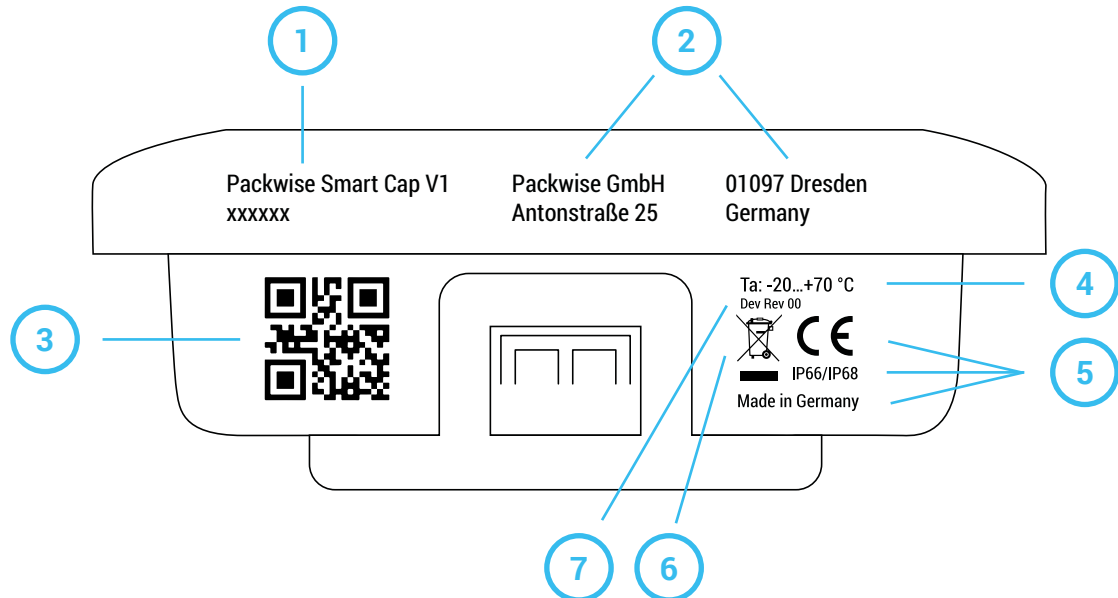 1
2
Packwise Smart Cap V1
xxxxxx
Packwise GmbH
Antonstraße 25
01097 Dresden
Germany
3
Ta: -20...+70 °C
Dev Rev 00
CE
IP66/IP68
Made in Germany
4
5
7
6